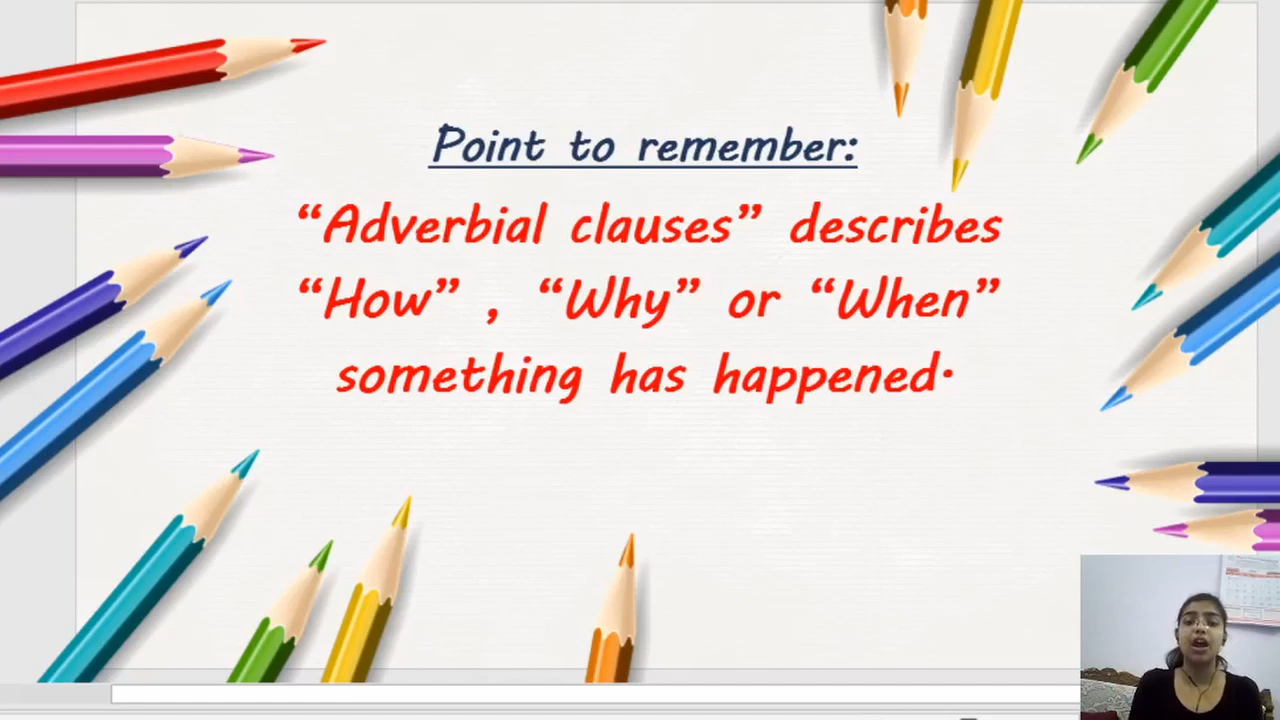 Point to remember:
“Adverbial clauses” describes
“How” , “Why” or “When”
something has happened.